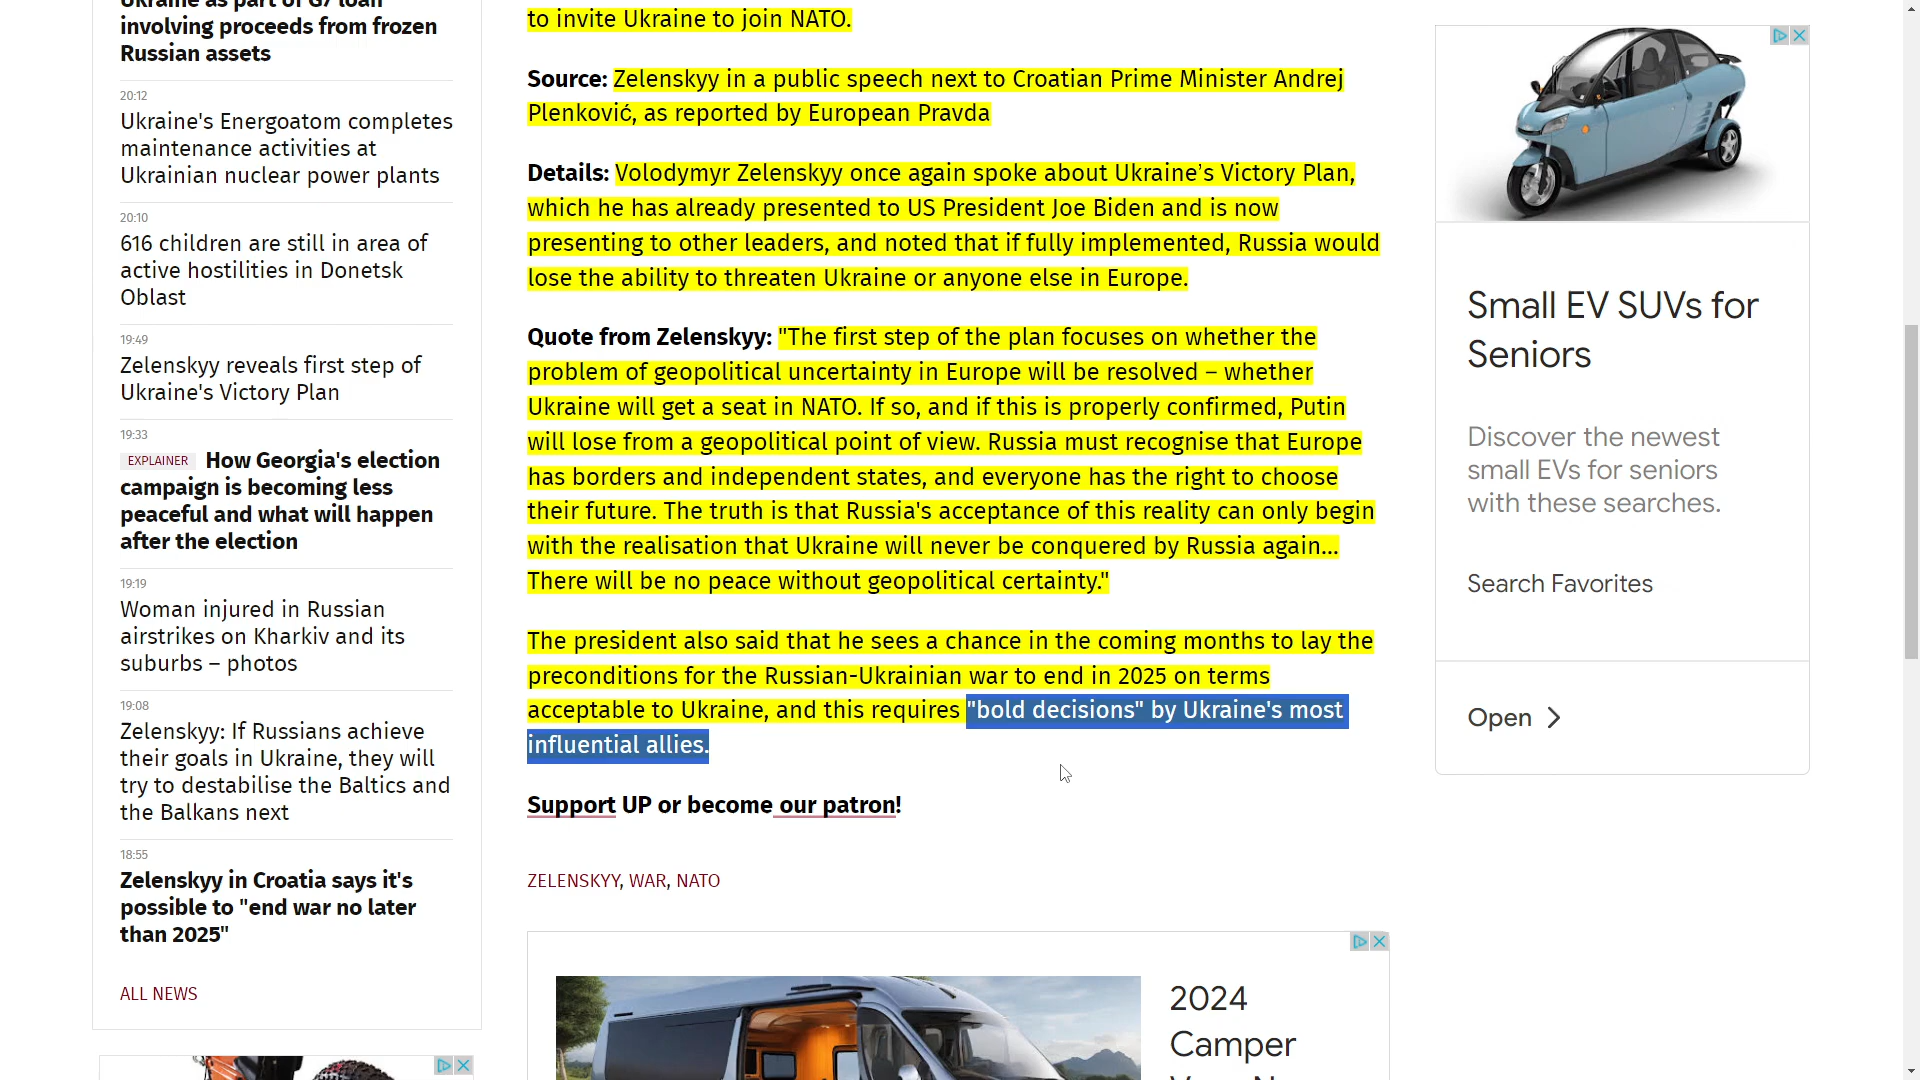 Ukraine as part of G7 loan
involving proceeds from frozen
Russian assets
20:12
Ukraine's Energoatom completes
maintenance activities at
Ukrainian nuclear power plants
20:10
616 children are still in area of
active hostilities in Donetsk
Oblast
19:49
Zelenskyy reveals first step of
Ukraine's Victory Plan
19:33
EXPLAINER How Georgia's election
campaign is becoming less
peaceful and what will happen
after the election
19:19
Woman injured in Russian
airstrikes on Kharkiv and its
suburbs – photos
19:08
Zelenskyy: If Russians achieve
their goals in Ukraine, they will
try to destabilise the Baltics and
the Balkans next
18:55
Zelenskyy in Croatia says it's
possible to "end war no later
than 2025"
ALL NEWS
to invite Ukraine to join NATO.
Source: Zelenskyy in a public speech next to Croatian Prime Minister Andrej
Plenković, as reported by European Pravda
Details: Volodymyr Zelenskyy once again spoke about Ukraine's Victory Plan,
which he has already presented to US President Joe Biden and is now
presenting to other leaders, and noted that if fully implemented, Russia would
lose the ability to threaten Ukraine or anyone else in Europe.
Quote from Zelenskyy: "The first step of the plan focuses on whether the
problem of geopolitical uncertainty in Europe will be resolved – whether
Ukraine will get a seat in NATO. If so, and if this is properly confirmed, Putin
will lose from a geopolitical point of view. Russia must recognise that Europe
has borders and independent states, and everyone has the right to choose
their future. The truth is that Russia's acceptance of this reality can only begin
with the realisation that Ukraine will never be conquered by Russia again…
There will be no peace without geopolitical certainty."
The president also said that he sees a chance in the coming months to lay the
preconditions for the Russian-Ukrainian war to end in 2025 on terms
acceptable to Ukraine, and this requires "bold decisions" by Ukraine's most
influential allies.
Support UP or become our patron!
ZELENSKYY, WAR, NATO
2024
Camper
Small EV SUVs for
Seniors
Discover the newest
small EVs for seniors
with these searches.
Search Favorites
Open